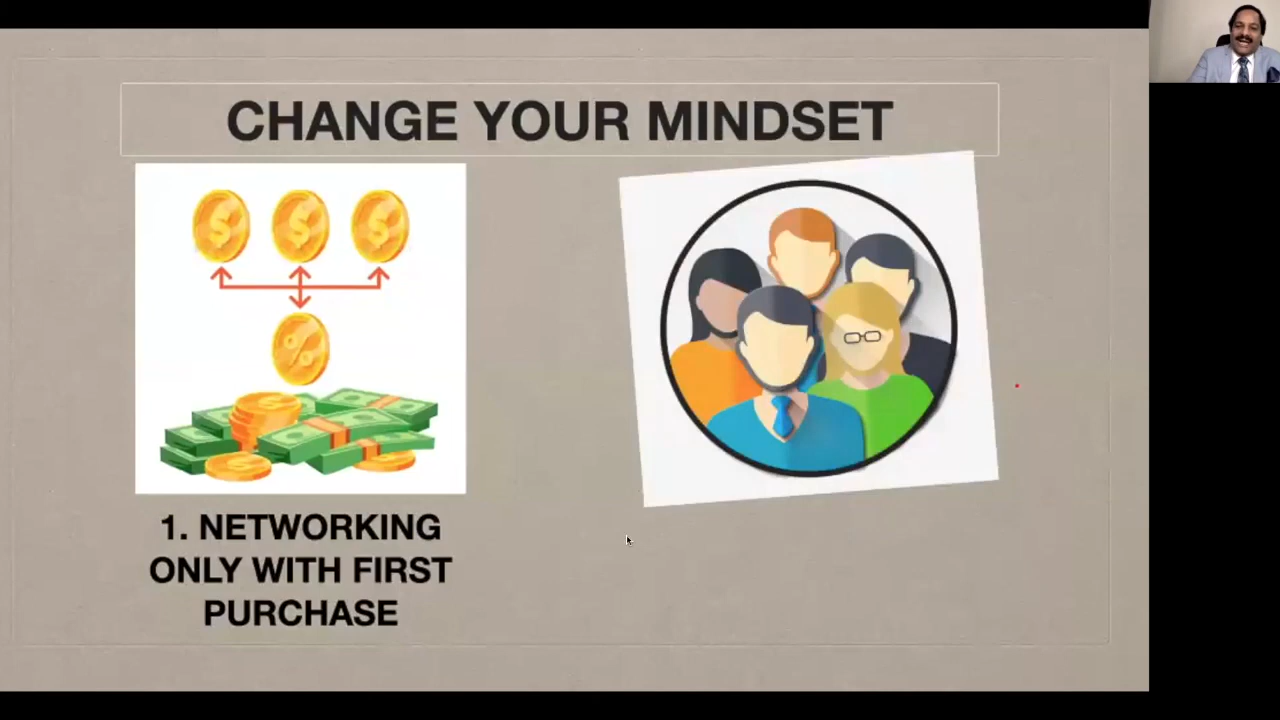 CHANGE YOUR MINDSET
1. NETWORKING
ONLY WITH FIRST
PURCHASE